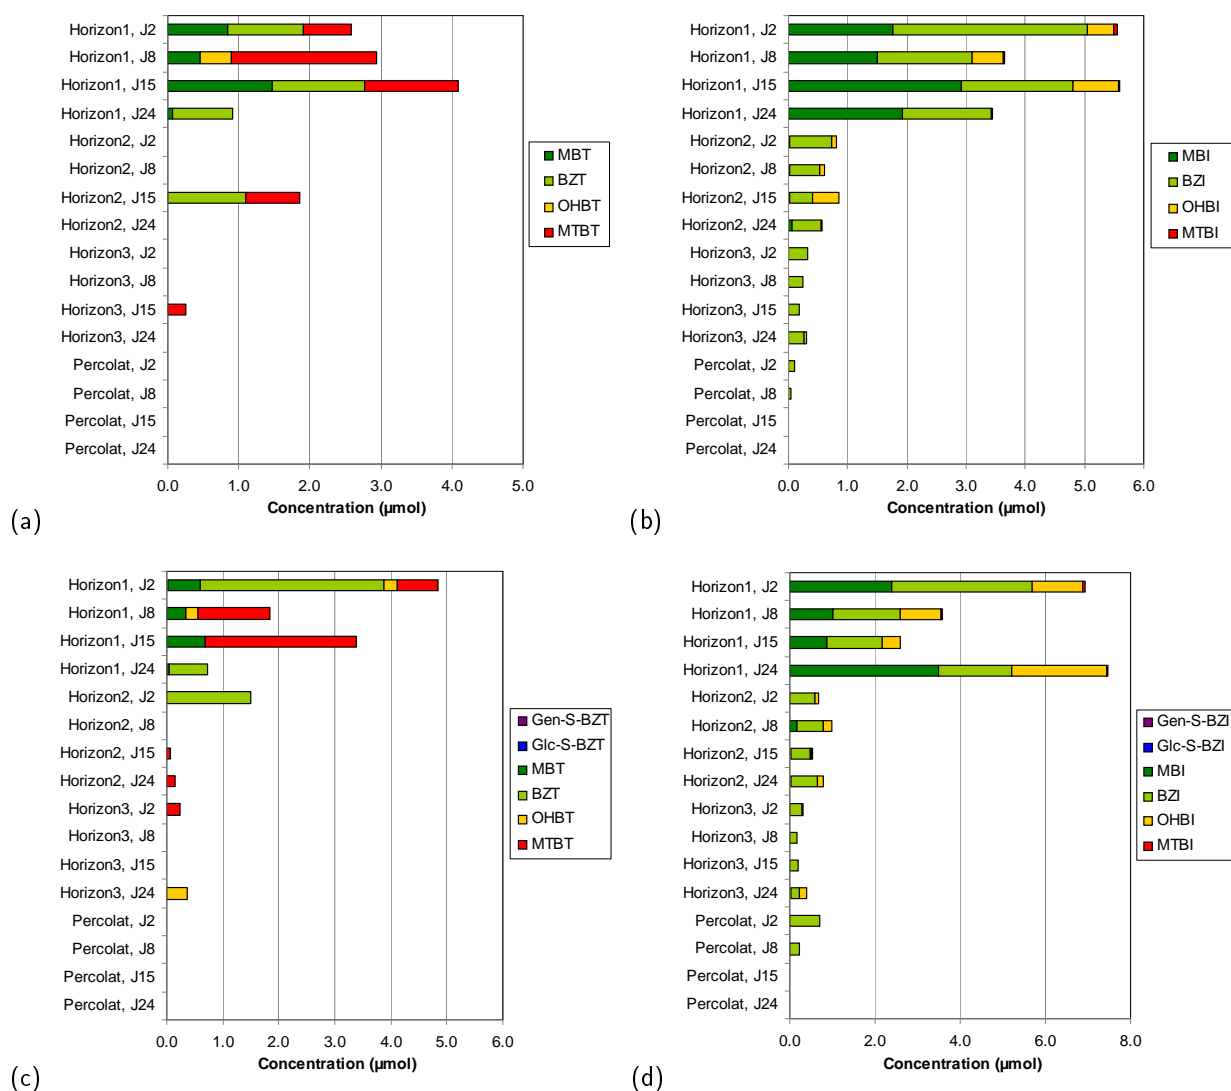 Horizon1, J2
Horizon1, J8
Horizon1, J15
Horizon1, J24
Horizon2, J2
Horizon2, J8
Horizon2, J15
Horizon2, J24
Horizon3, J2
Horizon3, J8
Horizon3, J15
Horizon3, J24
Percolat, J2
Percolat, J8
Percolat, J15
Percolat, J24
0.0 1.0 2.0 3.0 4.0 5.0
Concentration (µmol)
MBT
BZT
OHBT
MTBT
(a)
Horizon1, J2
Horizon1, J8
Horizon1, J15
Horizon1, J24
Horizon2, J2
Horizon2, J8
Horizon2, J15
Horizon2, J24
Horizon3, J2
Horizon3, J8
Horizon3, J15
Horizon3, J24
Percolat, J2
Percolat, J8
Percolat, J15
Percolat, J24
0.0 1.0 2.0 3.0 4.0 5.0 6.0
Concentration (µmol)
MBI
BZI
OHBI
MTBI
(b)
Horizon1, J2
Horizon1, J8
Horizon1, J15
Horizon1, J24
Horizon2, J2
Horizon2, J8
Horizon2, J15
Horizon2, J24
Horizon3, J2
Horizon3, J8
Horizon3, J15
Horizon3, J24
Percolat, J2
Percolat, J8
Percolat, J15
Percolat, J24
0.0 1.0 2.0 3.0 4.0 5.0 6.0
Concentration (µmol)
Gen-S-BZT
Glc-S-BZT
MBT
BZT
OHBT
MTBT
(c)
Horizon1, J2
Horizon1, J8
Horizon1, J15
Horizon1, J24
Horizon2, J2
Horizon2, J8
Horizon2, J15
Horizon2, J24
Horizon3, J2
Horizon3, J8
Horizon3, J15
Horizon3, J24
Percolat, J2
Percolat, J8
Percolat, J15
Percolat, J24
0.0 2.0 4.0 6.0 8.0
Concentration (µmol)
Gen-S-BZI
Glc-S-BZI
MBI
BZI
OHBI
MTBI
(d)